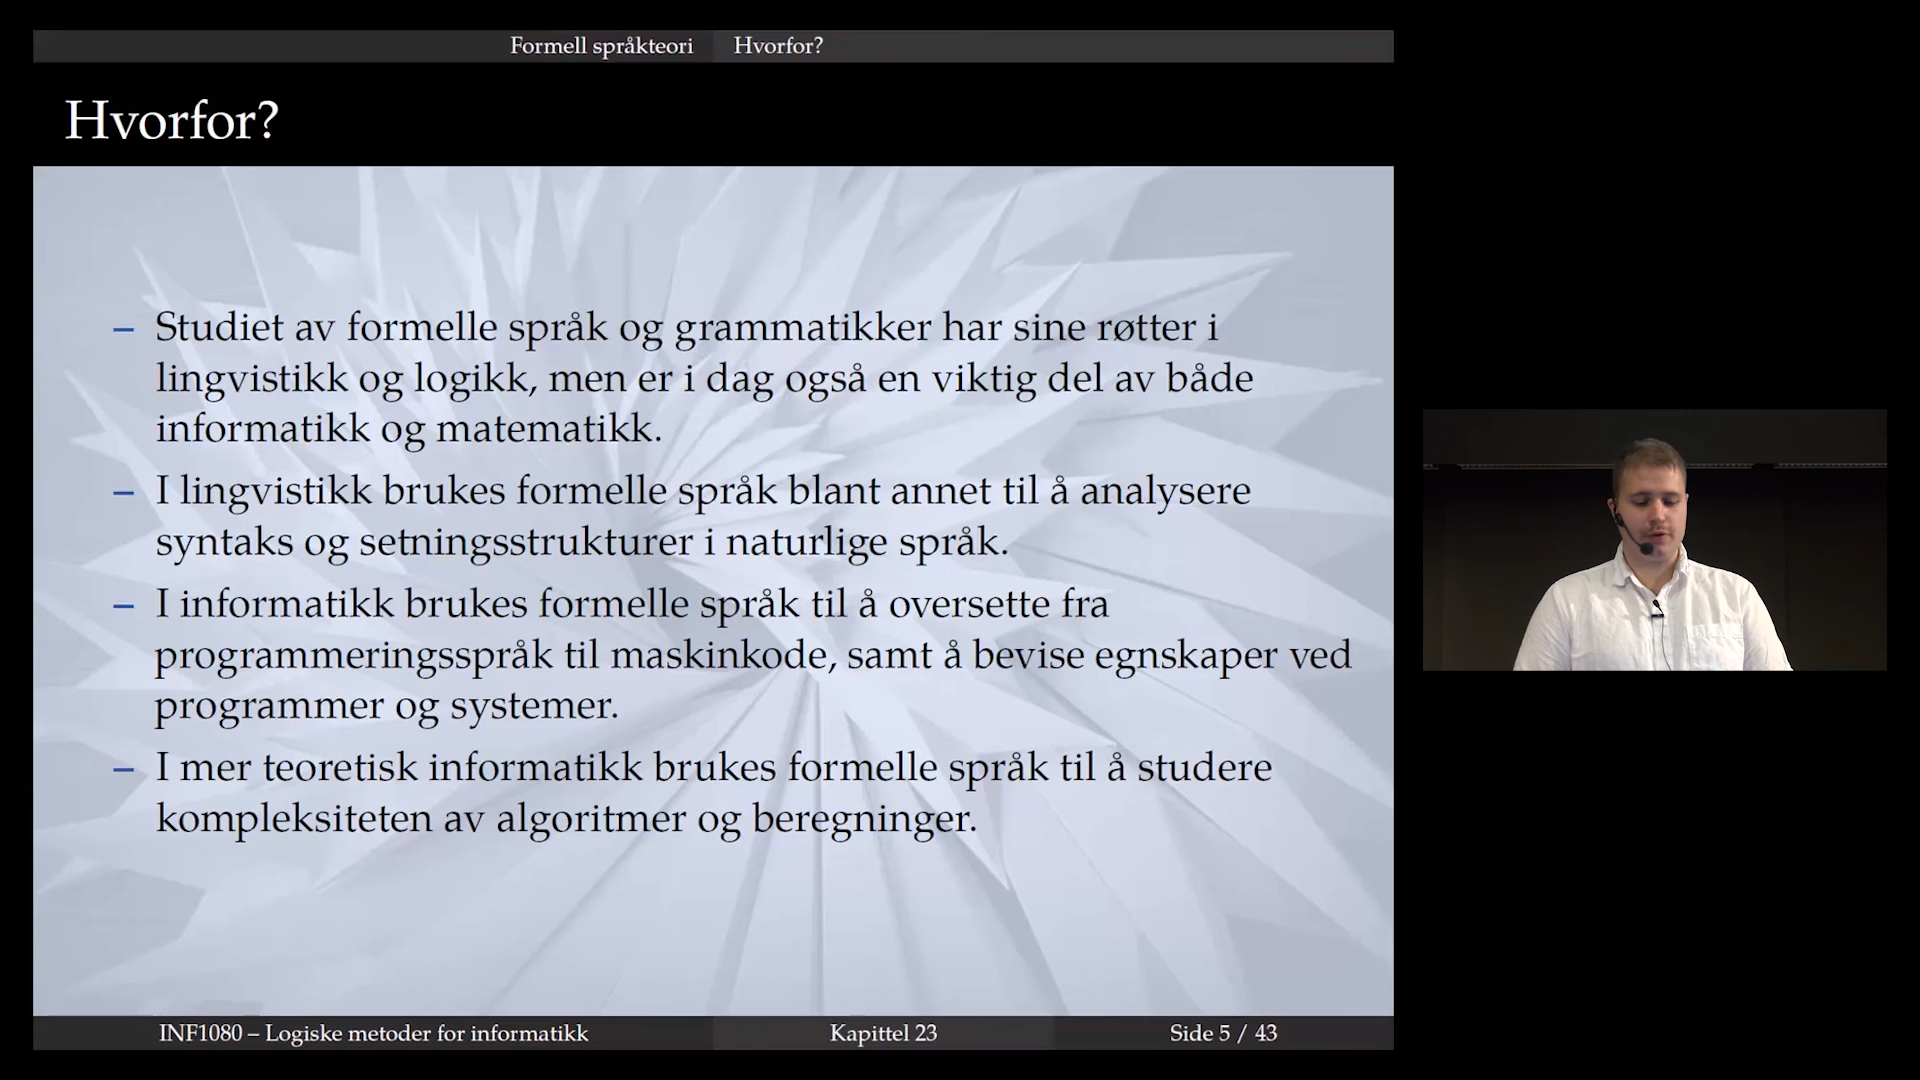 Formell språkteori Hvorfor?
Hvorfor?
– Studiet av formelle språk og grammatikker har sine røtter i
lingvistikk og logikk, men er i dag også en viktig del av både
informatikk og matematikk.
– I lingvistikk brukes formelle språk blant annet til å analysere
syntaks og setningsstrukturer i naturlige språk.
– I informatikk brukes formelle språk til å oversette fra
programmeringsspråk til maskinkode, samt å bevise egnskaper ved
programmer og systemer.
– I mer teoretisk informatikk brukes formelle språk til å studere
kompleksiteten av algoritmer og beregninger.
INF1080 – Logiske metoder for informatikk Kapittel 23 Side 5 / 43